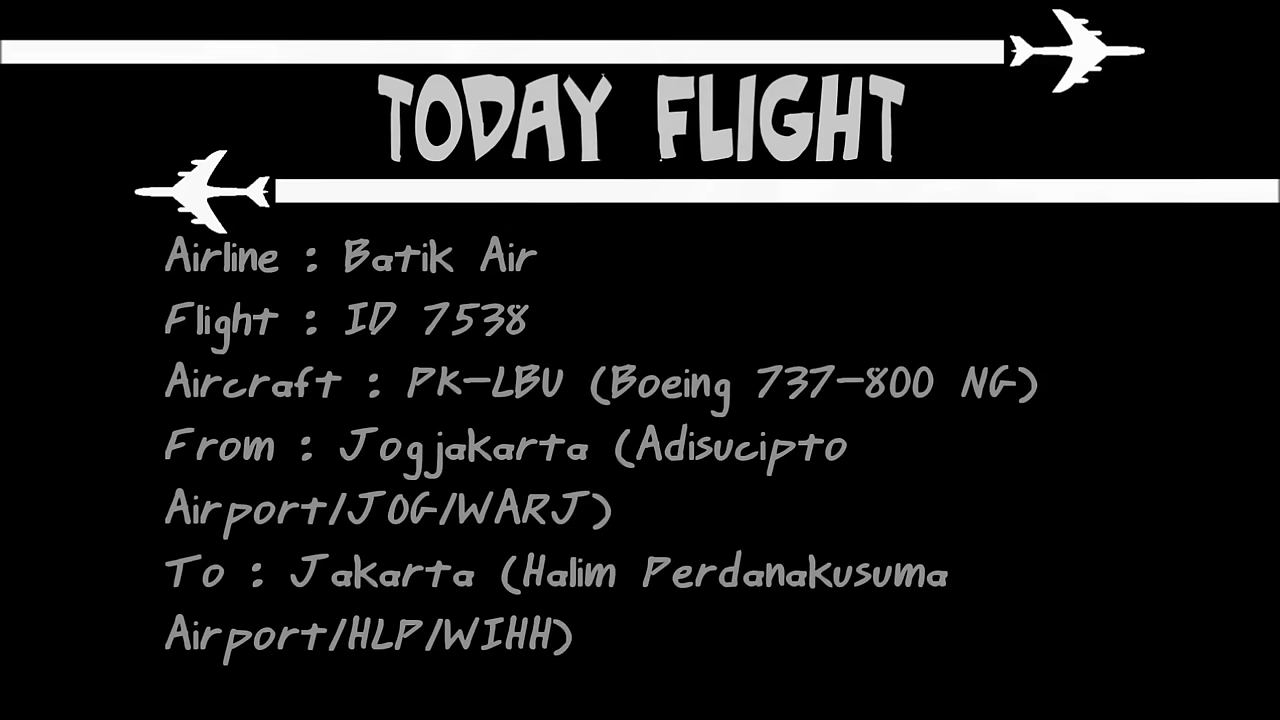 TODAY FLIGHT
Airline : Batik Air
Flight : ID 7538
Aircraft : PK-LBU (Boeing 737-800 NG)
From : Jogjakarta (Adisucipto
Airport/JOG/WARJ)
To : Jakarta (Halim Perdanakusuma
Airport/HLP/WIHH)